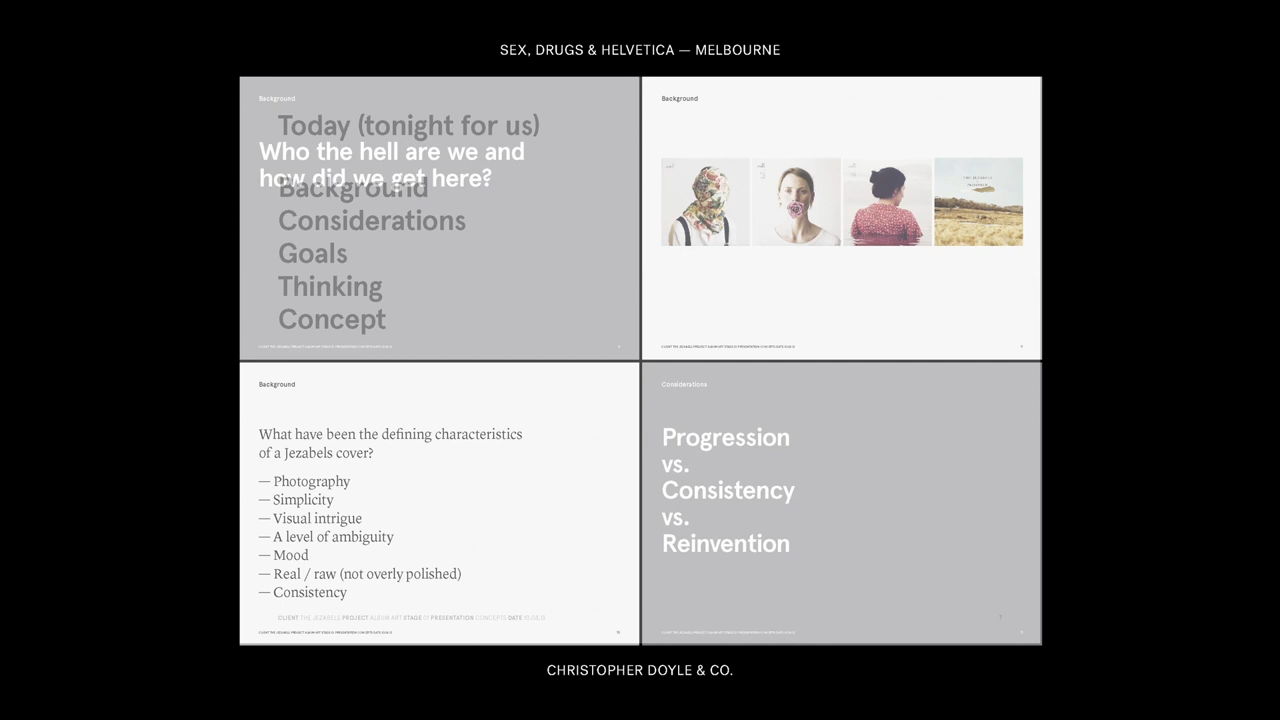 SEX, DRUGS & HELVETICA — MELBOURNE
Background
Today (tonight for us)
Who the hell are we and
how did we get here?
Background
Considerations
Goals
Thinking
Concept
Background
Background
What have been the defining characteristics
of a Jezabels cover?
— Photography
— Simplicity
— Visual intrigue
— A level of ambiguity
— Mood
— Real / raw (not overly polished)
— Consistency
CLIENT THE JEZABELS PROJECT ALBUM ART STAGE 01 PRESENTATION CONCEPTS DATE
10
Considerations
Progression
vs.
Consistency
vs.
Reinvention
7
CHRISTOPHER DOYLE & CO.